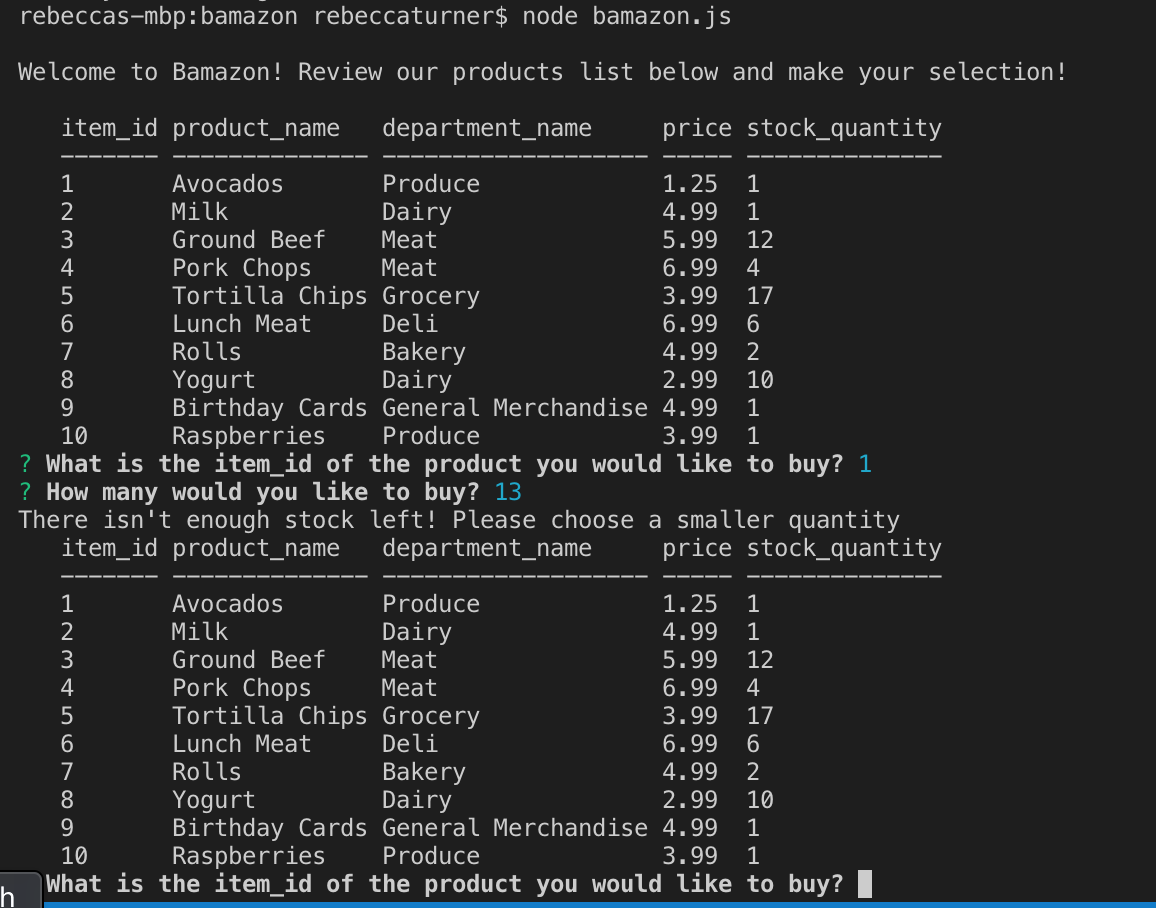 rebeccas-mbp:bamazon rebeccaturner$ node bamazon.js
Welcome to Bamazon! Review our products list below and make your selection!
item_id product_name   department_name     price stock_quantity
------- -------------- ------------------- ----- --------------
1       Avocados       Produce             1.25  1
2       Milk           Dairy               4.99  1
3       Ground Beef    Meat                5.99  12
4       Pork Chops     Meat                6.99  4
5       Tortilla Chips Grocery             3.99  17
6       Lunch Meat     Deli                6.99  6
7       Rolls          Bakery              4.99  2
8       Yogurt         Dairy               2.99  10
9       Birthday Cards General Merchandise 4.99  1
10      Raspberries    Produce             3.99  1
? What is the item_id of the product you would like to buy? 1
? How many would you like to buy? 13
There isn't enough stock left! Please choose a smaller quantity
item_id product_name   department_name     price stock_quantity
------- -------------- ------------------- ----- --------------
1       Avocados       Produce             1.25  1
2       Milk           Dairy               4.99  1
3       Ground Beef    Meat                5.99  12
4       Pork Chops     Meat                6.99  4
5       Tortilla Chips Grocery             3.99  17
6       Lunch Meat     Deli                6.99  6
7       Rolls          Bakery              4.99  2
8       Yogurt         Dairy               2.99  10
9       Birthday Cards General Merchandise 4.99  1
10      Raspberries    Produce             3.99  1
What is the item_id of the product you would like to buy?
h